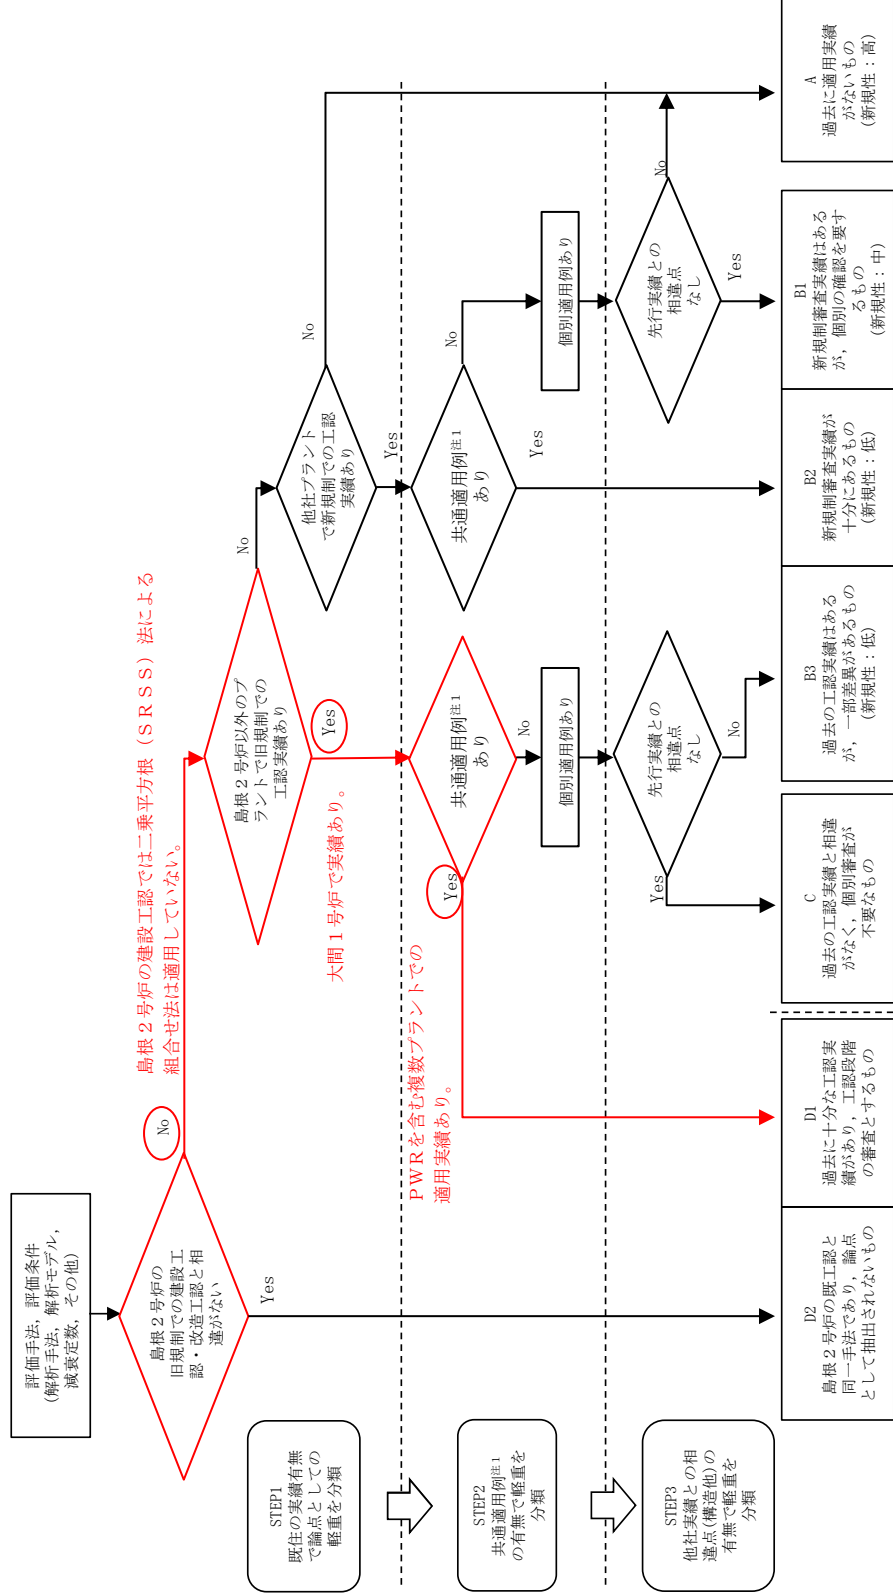 評価手法，評価条件
(解析手法，解析モデル，
減衰定数，その他)
島根２号炉の
旧規制での建設工
認・改造工認と相
違がない
No
Yes
島根２号炉の建設工認では二乗平方根（ＳＲＳＳ）法による
組合せ法は適用していない。
島根２号炉以外のプ
ラントで旧規制での
工認実績あり
No
Yes
大間１号炉で実績あり。
他社プラント
で新規制での工認
実績あり
No
Yes
STEP1
既住の実績有無
で論点としての
軽重を分類
共通適用例注１
あり
Yes
No
PWRを含む複数プラントでの
適用実績あり。
個別適用例あり
共通適用例注１
あり
No
Yes
個別適用例あり
STEP2
共通適用例注１
の有無で軽重を
分類
先行実績との
相違点
なし
Yes
No
先行実績との
相違点
なし
No
Yes
STEP3
他社実績との相
違点(構造他)の
有無で軽重を
分類
D2
島根２号炉の既工認と
同一手法であり，論点
として抽出されないもの
D1
過去に十分な工認実
績があり，工認段階
の審査とするもの
C
過去の工認実績と相違
がなく，個別審査が
不要なもの
B3
過去の工認実績はある
が，一部差異があるもの
(新規性：低)
B2
新規制審査実績が
十分にあるもの
(新規性：低)
B1
新規制審査実績はある
が，個別の確認を要す
るもの
(新規性：中)
A
過去に適用実績
がないもの
(新規性：高)